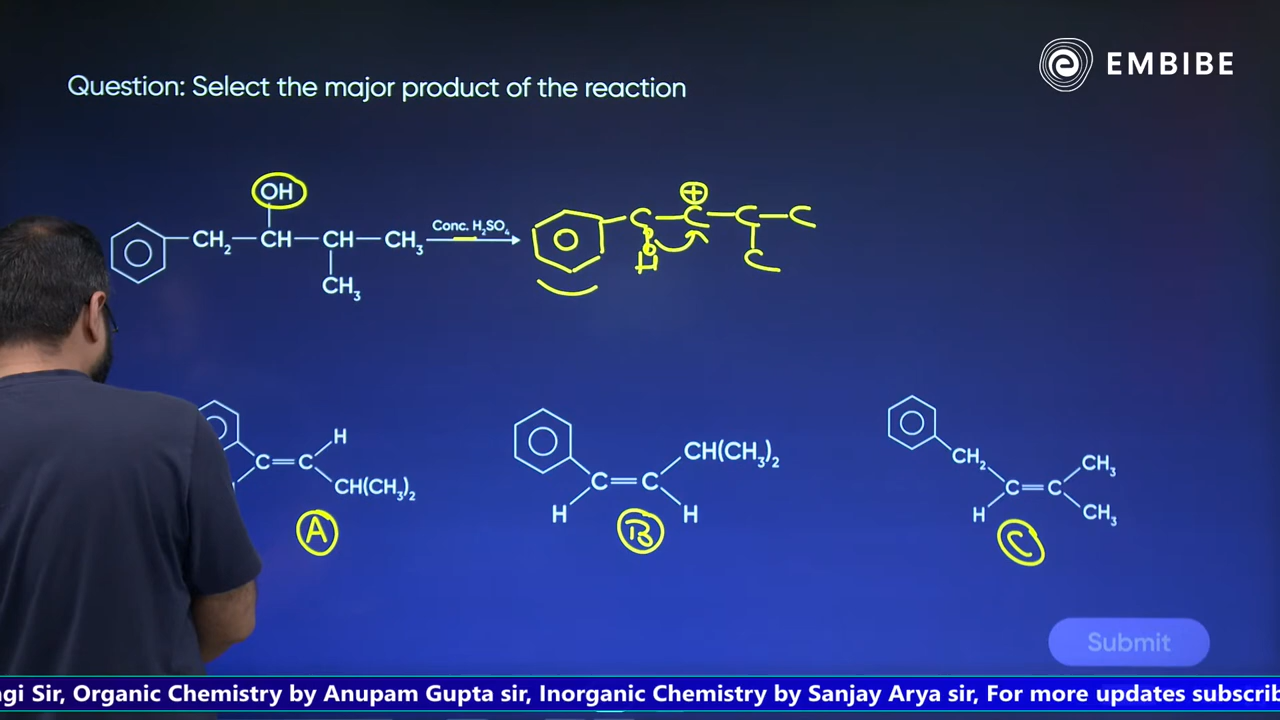 EMBIBE
Question: Select the major product of the reaction
OH
CH₂ — CH — CH — CH₃
CH₃
Conc. H₂SO₄
C — C — C — C
⊕
H
C
C = C
H
CH(CH₃)₂
A
CH(CH₃)₂
C = C
H
H
B
CH₂
C = C
CH₃
H
CH₃
C
Submit
Sir, Organic Chemistry by Anupam Gupta sir, Inorganic Chemistry by Sanjay Arya sir, For more updates